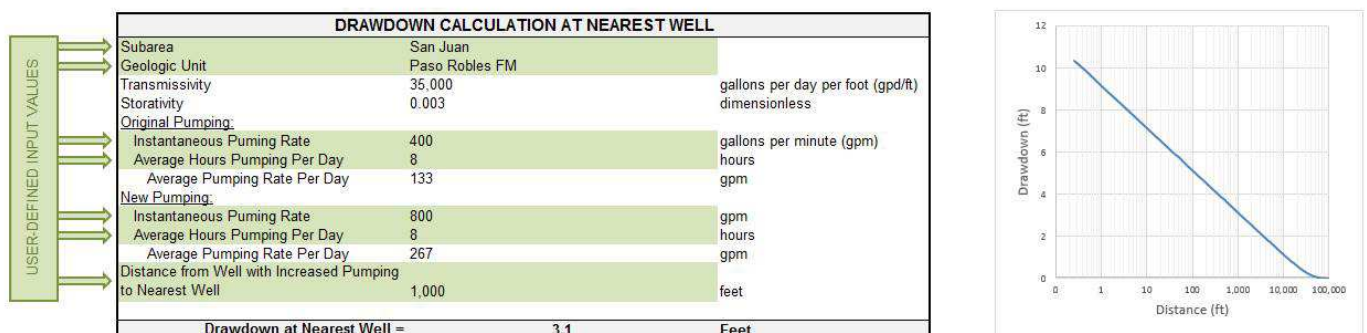 USER-DEFINED INPUT VALUES
DRAWDOWN CALCULATION AT NEAREST WELL
Subarea San Juan
Geologic Unit Paso Robles FM
Transmissivity 35,000 gallons per day per foot (gpd/ft)
Storativity 0.003 dimensionless
Original Pumping:
Instantaneous Puming Rate 400 gallons per minute (gpm)
Average Hours Pumping Per Day 8 hours
Average Pumping Rate Per Day 133 gpm
New Pumping:
Instantaneous Puming Rate 800 gpm
Average Hours Pumping Per Day 8 hours
Average Pumping Rate Per Day 267 gpm
Distance from Well with Increased Pumping
to Nearest Well 1,000 feet
Drawdown at Nearest Well = 3.1 Feet
Drawdown (ft)
12
10
8
6
4
2
0
0 1 10 100 1,000 10,000 100,000
Distance (ft)